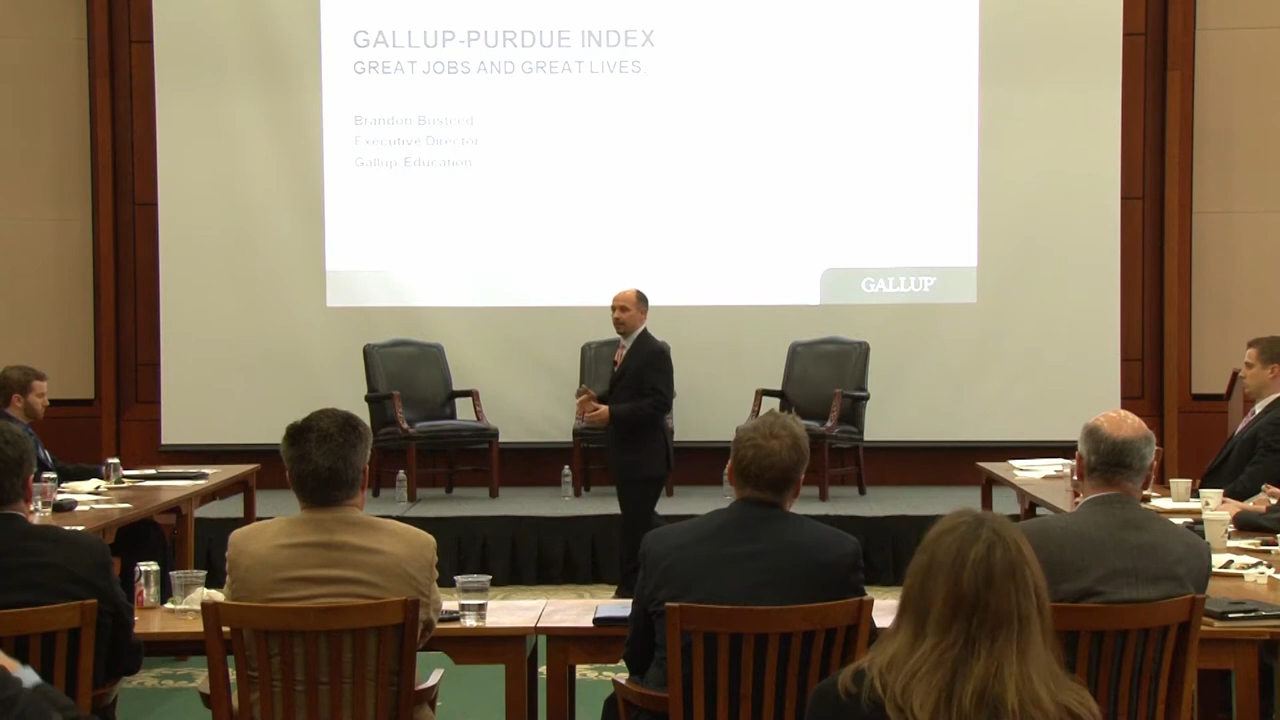 GALLUP-PURDUE INDEX
GREAT JOBS AND GREAT LIVES
Brandon Busteed
Executive Director
Gallup Education
GALLUP